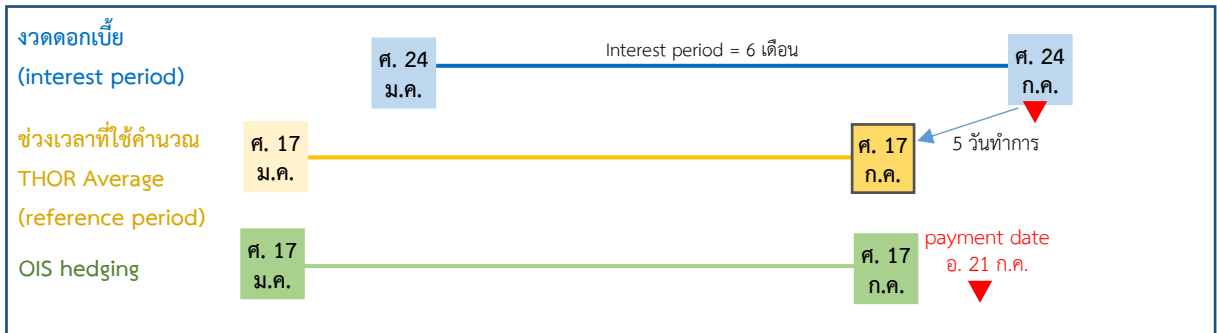 งวดดอกเบี้ย
(interest period)
ศ. 24
ม.ค.
Interest period = 6 เดือน
ศ. 24
ก.ค.
ช่วงเวลาที่ใช้คำนวณ
THOR Average
(reference period)
ศ. 17
ม.ค.
ศ. 17
ก.ค.
5 วันทำการ
OIS hedging
ศ. 17
ม.ค.
ศ. 17
ก.ค.
payment date
อ. 21 ก.ค.